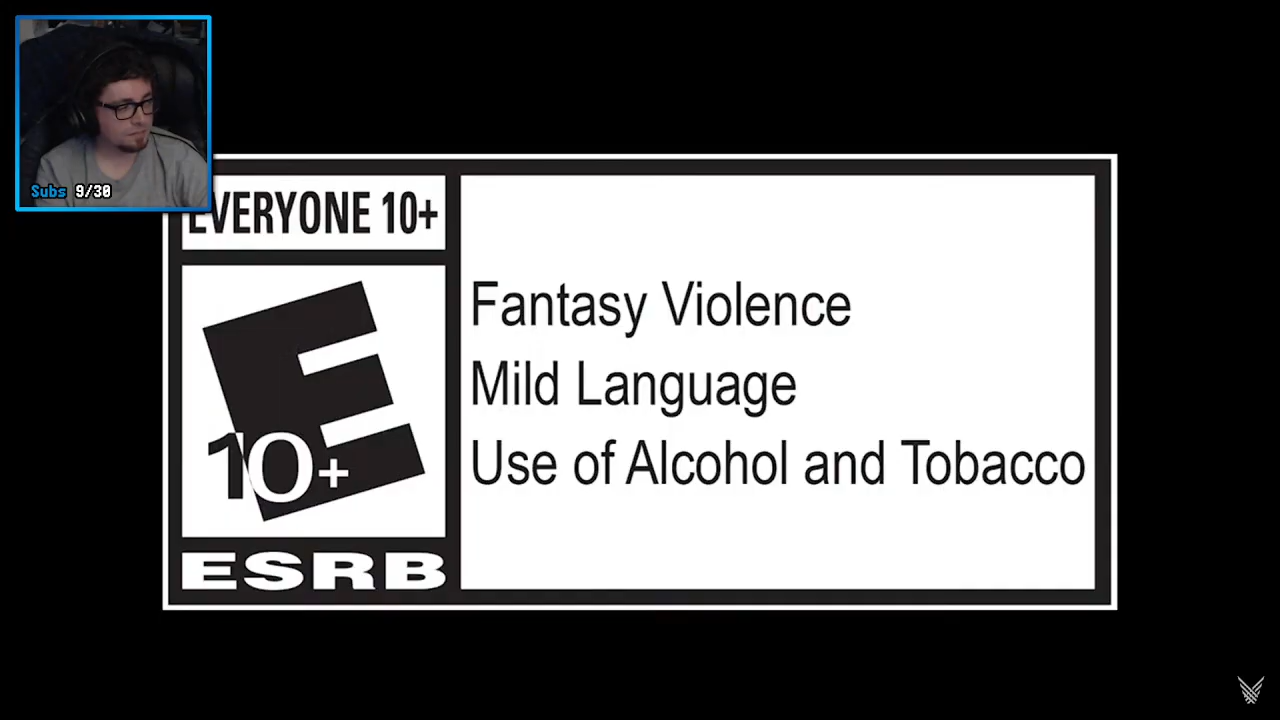 Subs 9/30
EVERYONE 10+
E
10+
ESRB
Fantasy Violence
Mild Language
Use of Alcohol and Tobacco